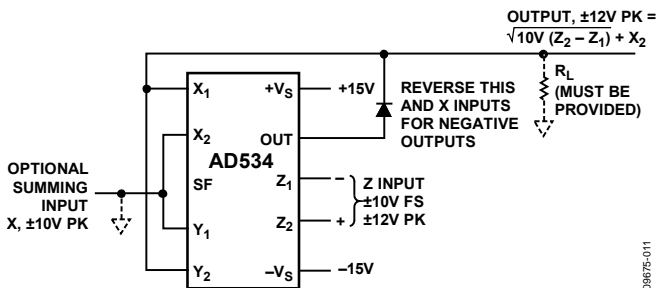 OUTPUT, ±12V PK =
√10V (Z2 – Z1) + X2
X1
+VS
+15V
REVERSE THIS
AND X INPUTS
FOR NEGATIVE
OUTPUTS
RL
(MUST BE
PROVIDED)
X2
OUT
AD534
OPTIONAL
SUMMING
INPUT
X, ±10V PK
SF
Z1
–
Z INPUT
±10V FS
±12V PK
Y1
Z2
+
Y2
–VS
–15V
09675-011